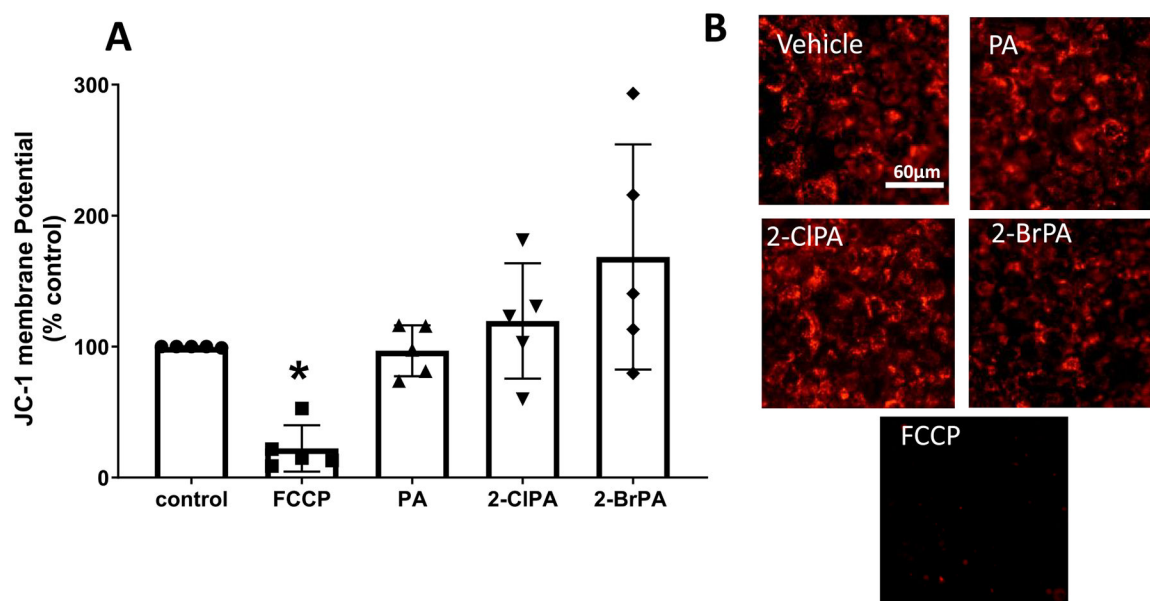 A
JC-1 membrane Potential
(% control)
300
200
100
0
*
control FCCP PA 2-ClPA 2-BrPA
B
Vehicle PA
60μm
2-ClPA 2-BrPA
FCCP